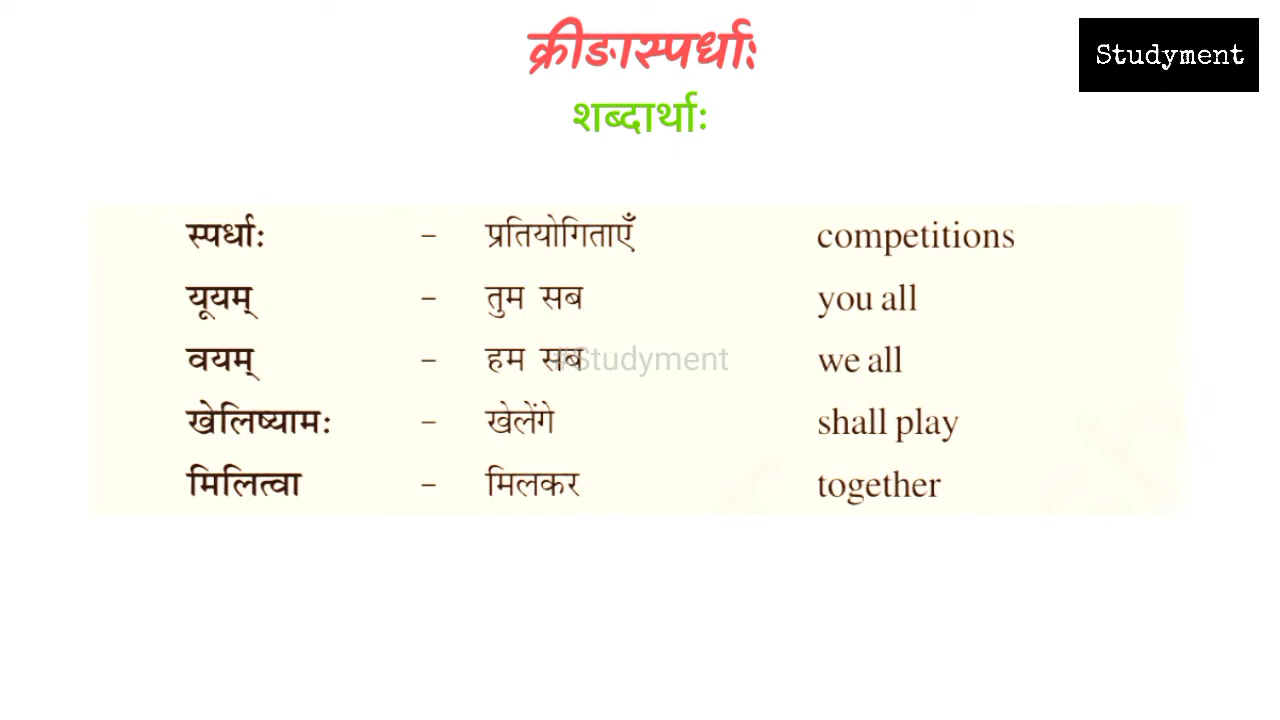 क्रीङास्पर्धाः
Studyment
शब्दार्थाः
स्पर्धाः – प्रतियोगिताएँ competitions
यूयम् – तुम सब you all
वयम् – हम सब we all
#Studyment
खेलिष्यामः – खेलेंगे shall play
मिलित्वा – मिलकर together